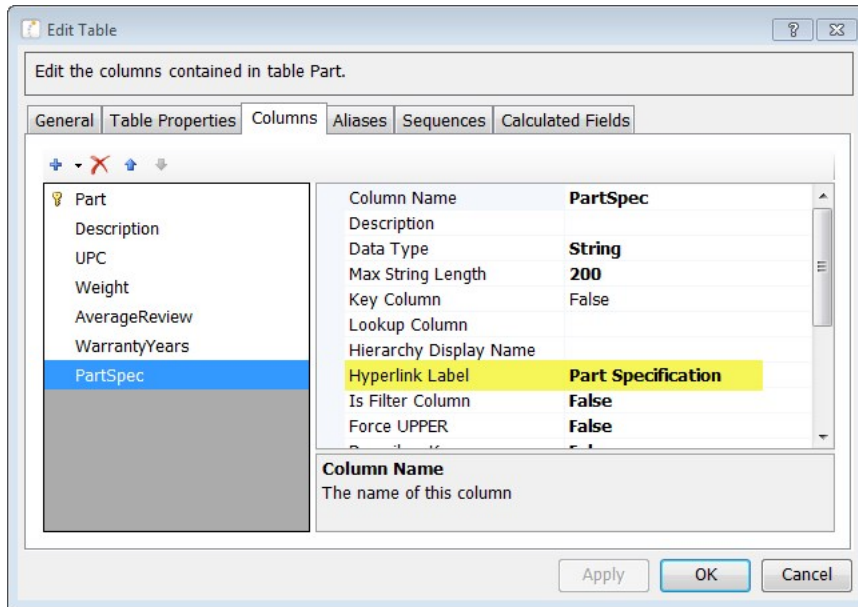 Edit Table
Edit the columns contained in table Part.
General Table Properties Columns Aliases Sequences Calculated Fields
Part
Description
UPC
Weight
AverageReview
WarrantyYears
PartSpec
Column Name PartSpec
Description
Data Type String
Max String Length 200
Key Column False
Lookup Column
Hierarchy Display Name
Hyperlink Label Part Specification
Is Filter Column False
Force UPPER False
Column Name
The name of this column
Apply OK Cancel